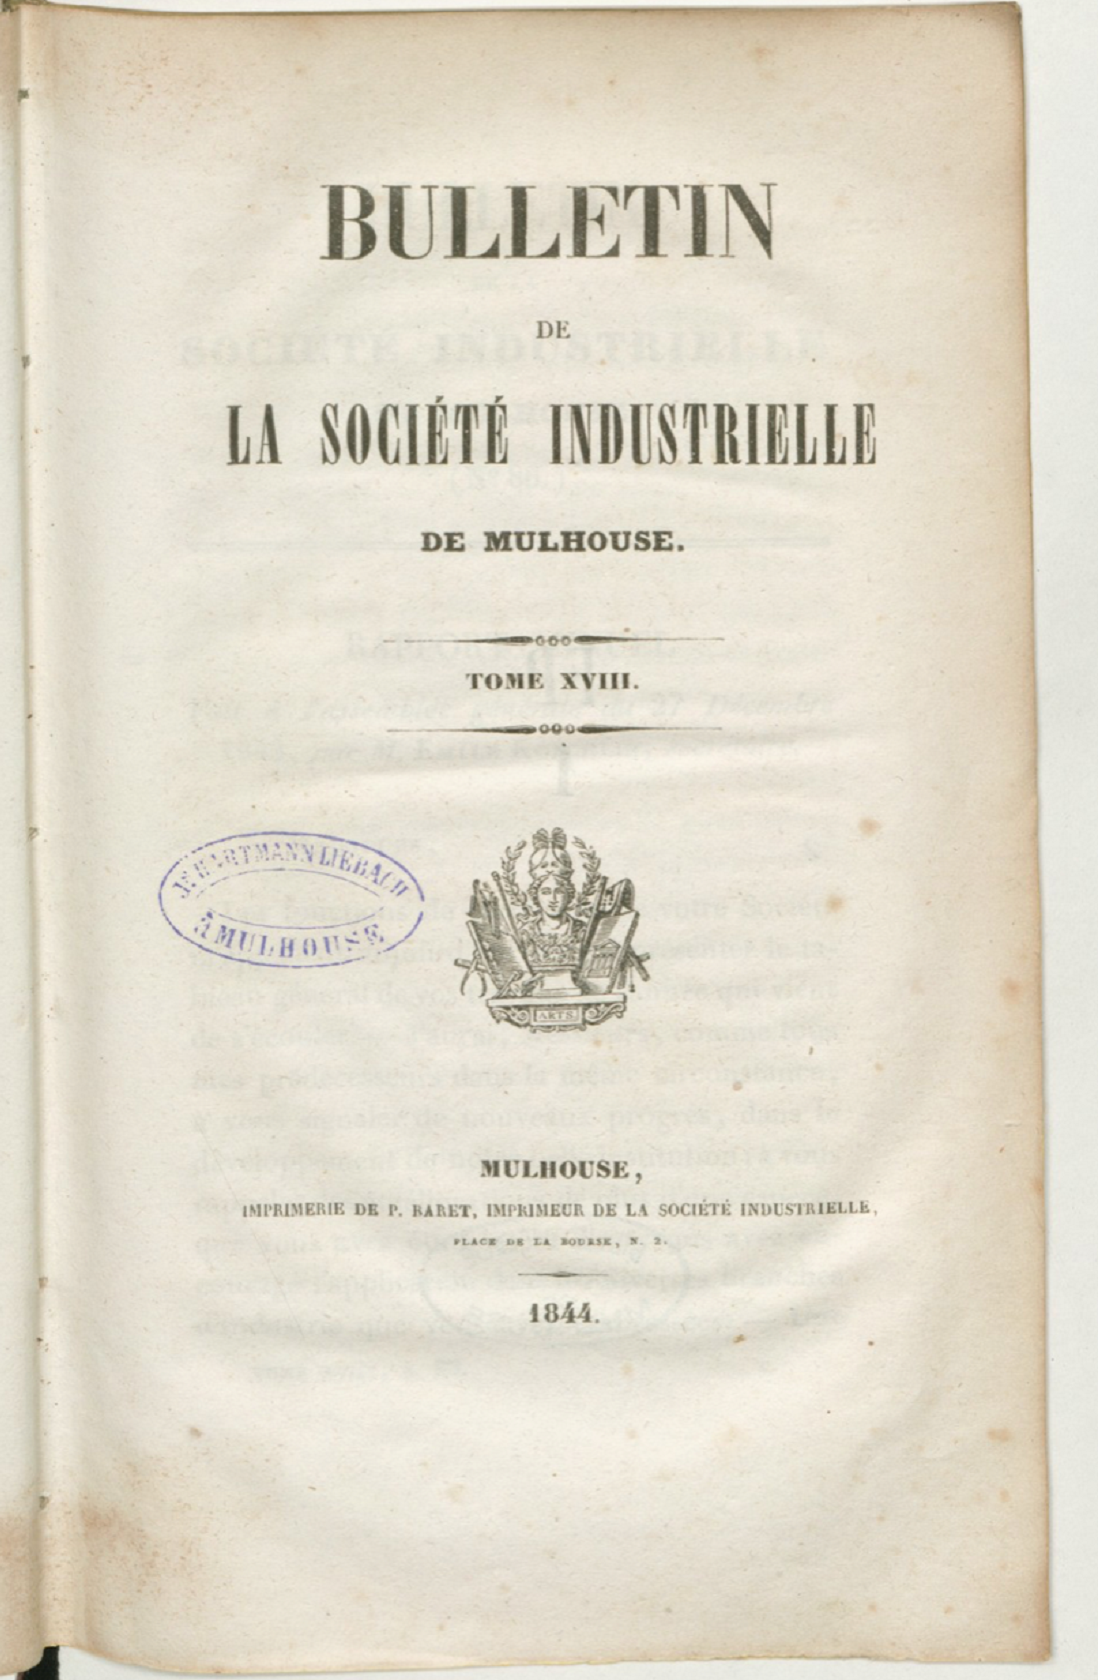 BULLETIN
DE
LA SOCIÉTÉ INDUSTRIELLE
DE MULHOUSE.
TOME XVIII.
Jn HARTMANN LIEBACH
à MULHOUSE
ARTS
MULHOUSE,
IMPRIMERIE DE P. BARET, IMPRIMEUR DE LA SOCIÉTÉ INDUSTRIELLE,
PLACE DE LA BOURSE, N. 2.
1844.